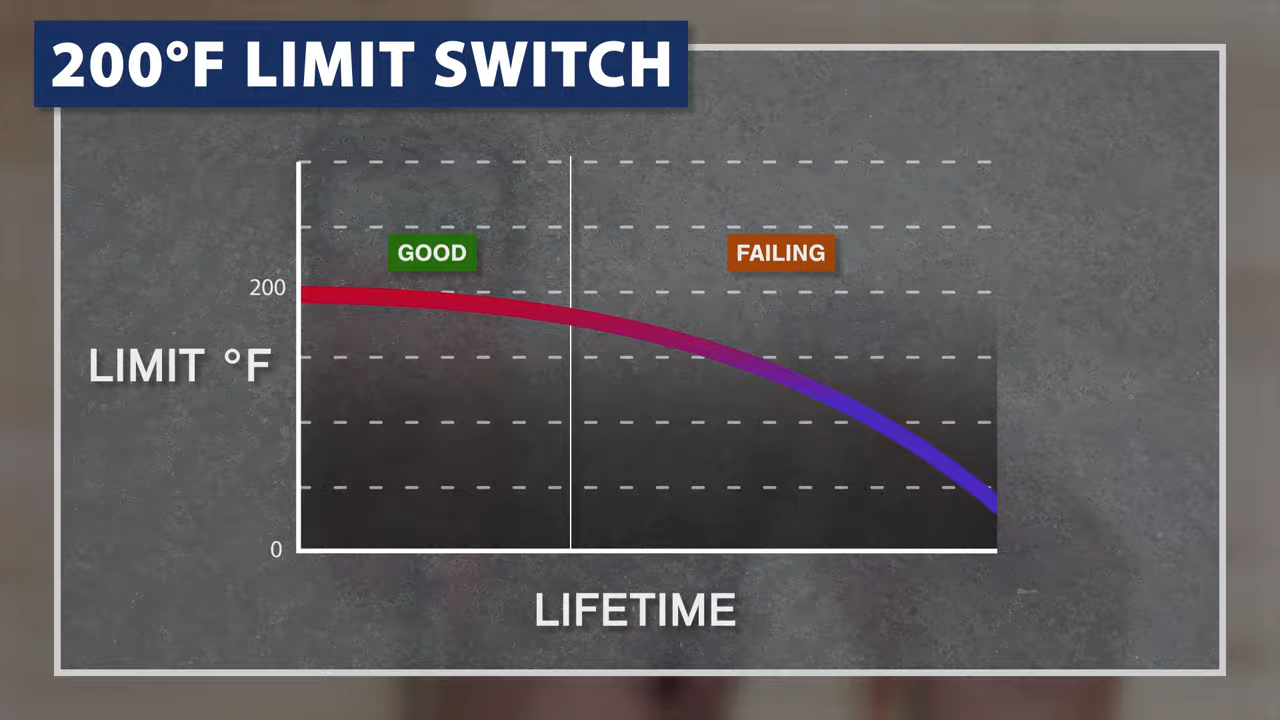 200°F LIMIT SWITCH
GOOD
FAILING
200
LIMIT °F
0
LIFETIME